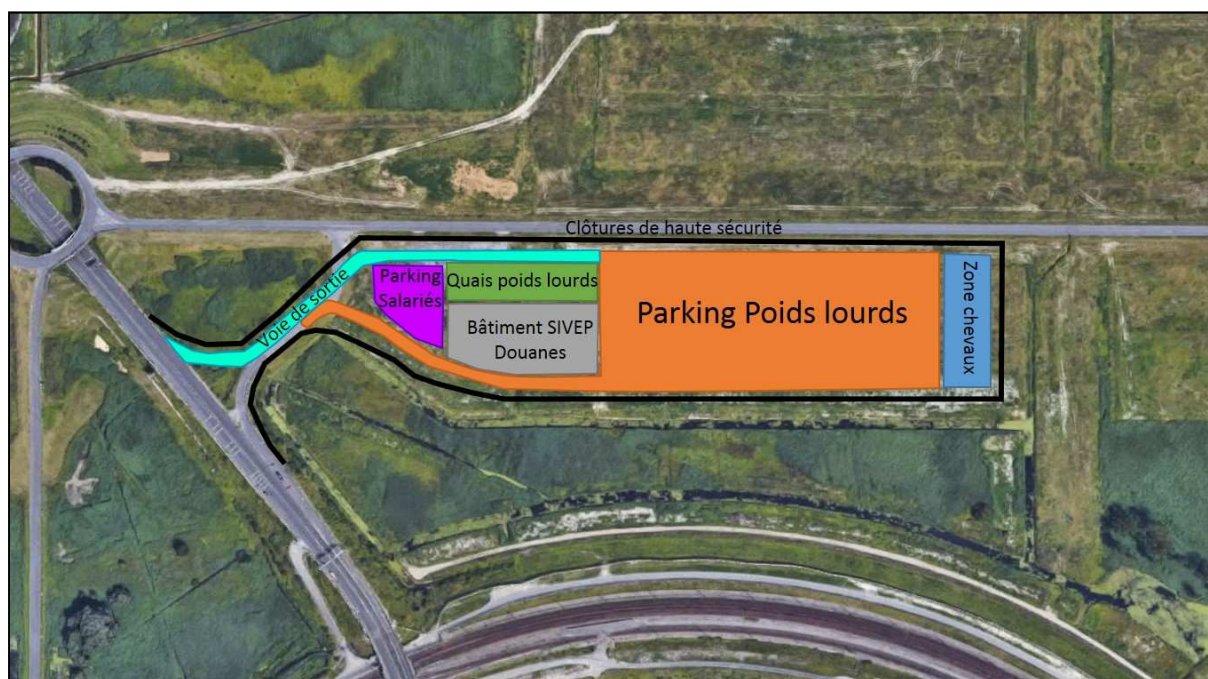 Clôtures de haute sécurité
Voie de sortie
Parking
Salariés
Quais poids lourds
Bâtiment SIVEP
Douanes
Parking Poids lourds
Zone chevaux